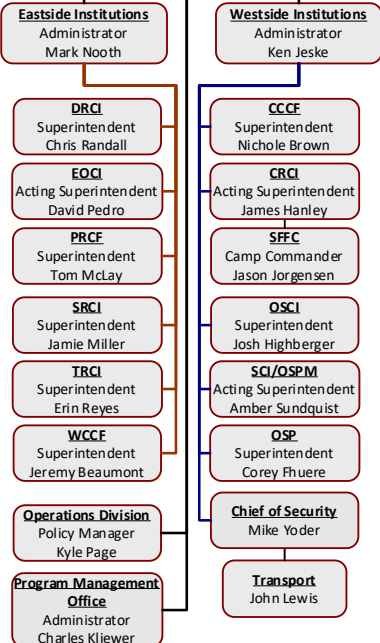 Eastside Institutions
Administrator
Mark Nooth
DRCI
Superintendent
Chris Randall
EOCI
Acting Superintendent
David Pedro
PRCF
Superintendent
Tom McLay
SRCI
Superintendent
Jamie Miller
TRCI
Superintendent
Erin Reyes
WCCF
Superintendent
Jeremy Beaumont
Operations Division
Policy Manager
Kyle Page
Program Management
Office
Administrator
Charles Kliewer
Westside Institutions
Administrator
Ken Jeske
CCCF
Superintendent
Nichole Brown
CRCI
Acting Superintendent
James Hanley
SFFC
Camp Commander
Jason Jorgensen
OSCI
Superintendent
Josh Highberger
SCI/OSPM
Acting Superintendent
Amber Sundquist
OSP
Superintendent
Corey Fhuere
Chief of Security
Mike Yoder
Transport
John Lewis